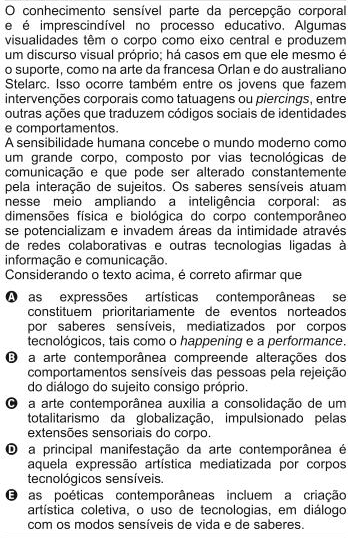 O conhecimento sensível parte da percepção corporal
e é imprescindível no processo educativo. Algumas
visualidades têm o corpo como eixo central e produzem
um discurso visual próprio; há casos em que ele mesmo é
o suporte, como na arte da francesa Orlan e do australiano
Stelarc. Isso ocorre também entre os jovens que fazem
intervenções corporais como tatuagens ou piercings, entre
outras ações que traduzem códigos sociais de identidades
e comportamentos.
A sensibilidade humana concebe o mundo moderno como
um grande corpo, composto por vias tecnológicas de
comunicação e que pode ser alterado constantemente
pela interação de sujeitos. Os saberes sensíveis atuam
nesse meio ampliando a inteligência corporal: as
dimensões física e biológica do corpo contemporâneo
se potencializam e invadem áreas da intimidade através
de redes colaborativas e outras tecnologias ligadas à
informação e comunicação.
Considerando o texto acima, é correto afirmar que
A as expressões artísticas contemporâneas se
constituem prioritariamente de eventos norteados
por saberes sensíveis, mediatizados por corpos
tecnológicos, tais como o happening e a performance.
B a arte contemporânea compreende alterações dos
comportamentos sensíveis das pessoas pela rejeição
do diálogo do sujeito consigo próprio.
C a arte contemporânea auxilia a consolidação de um
totalitarismo da globalização, impulsionado pelas
extensões sensoriais do corpo.
D a principal manifestação da arte contemporânea é
aquela expressão artística mediatizada por corpos
tecnológicos sensíveis.
E as poéticas contemporâneas incluem a criação
artística coletiva, o uso de tecnologias, em diálogo
com os modos sensíveis de vida e de saberes.